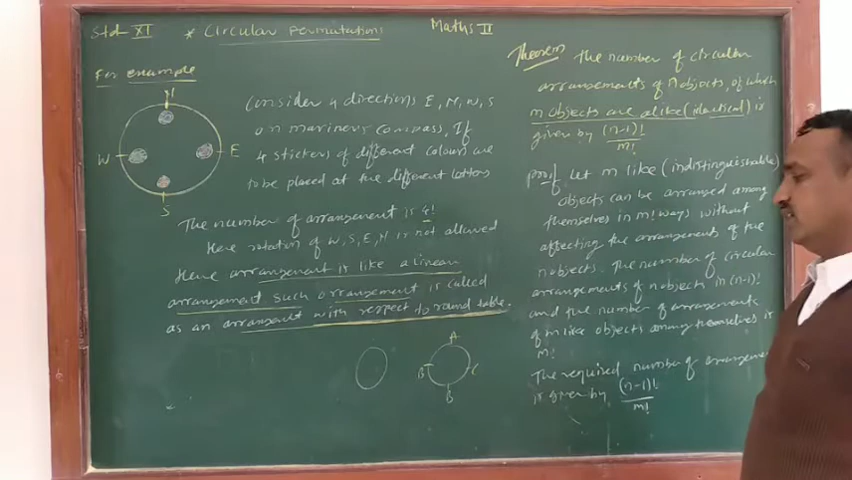 Std XI * Circular permutations Maths II
For example
N
W
E
S
Consider 4 directions E, N, W, S
on mariners compass, If
4 stickers of different colours are
to be placed at the different letters
The number of arrangement is 4!
Here rotation of W, S, E, N is not allowed
Hence arrangement is like a linear
arrangement such arrangement is called
as an arrangement with respect to round table.
A
B C
B
Theorem the number of circular
arrangements of n objects, of which
m objects are alike (identical) is
given by (n-1)!/m!
proof Let m like (indistinguishable)
objects can be arranged among
themselves in m! ways without
affecting the arrangements of the
n objects. The number of circular
arrangements of n objects in (n-1)!
and the number of arrangements
of m like objects among themselves is
m!
The required number of arrangemen
is given by (n-1)!/m!